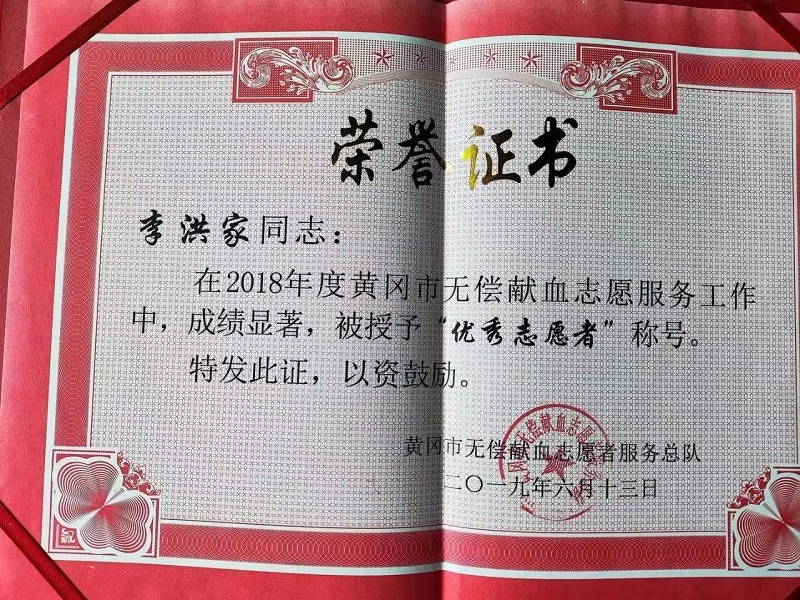 荣誉证书
李洪家同志：
在2018年度黄冈市无偿献血志愿服务工作
中，成绩显著，被授予“优秀志愿者”称号。
特发此证，以资鼓励。
黄冈市无偿献血志愿者服务总队
二〇一九年六月十三日